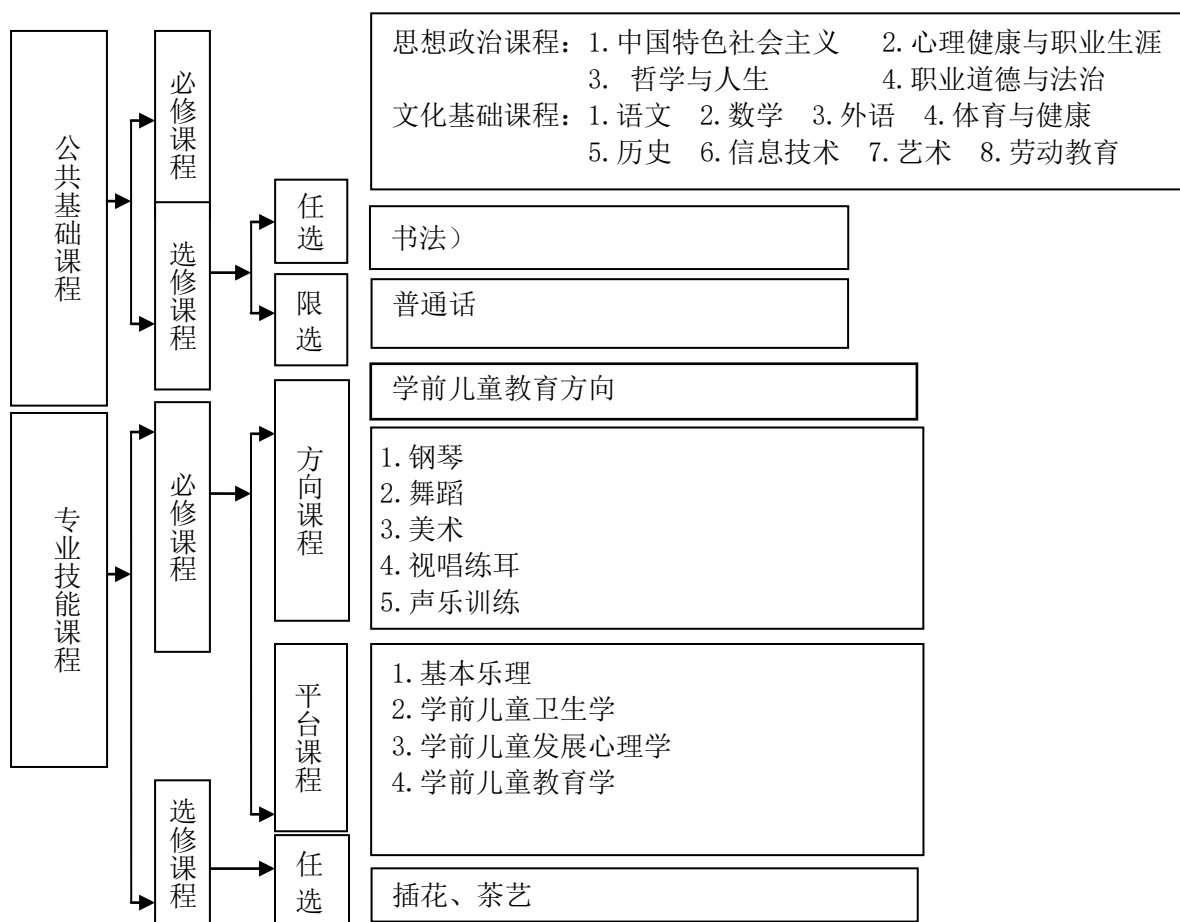 公共基础课程
必修课程
思想政治课程：1.中国特色社会主义 2.心理健康与职业生涯
3. 哲学与人生 4.职业道德与法治
文化基础课程：1.语文 2.数学 3.外语 4.体育与健康
5.历史 6.信息技术 7.艺术 8.劳动教育
选修课程
任选
书法）
限选
普通话
专业技能课程
必修课程
方向课程
学前儿童教育方向
1.钢琴
2.舞蹈
3.美术
4.视唱练耳
5.声乐训练
平台课程
1.基本乐理
2.学前儿童卫生学
3.学前儿童发展心理学
4.学前儿童教育学
选修课程
任选
插花、茶艺